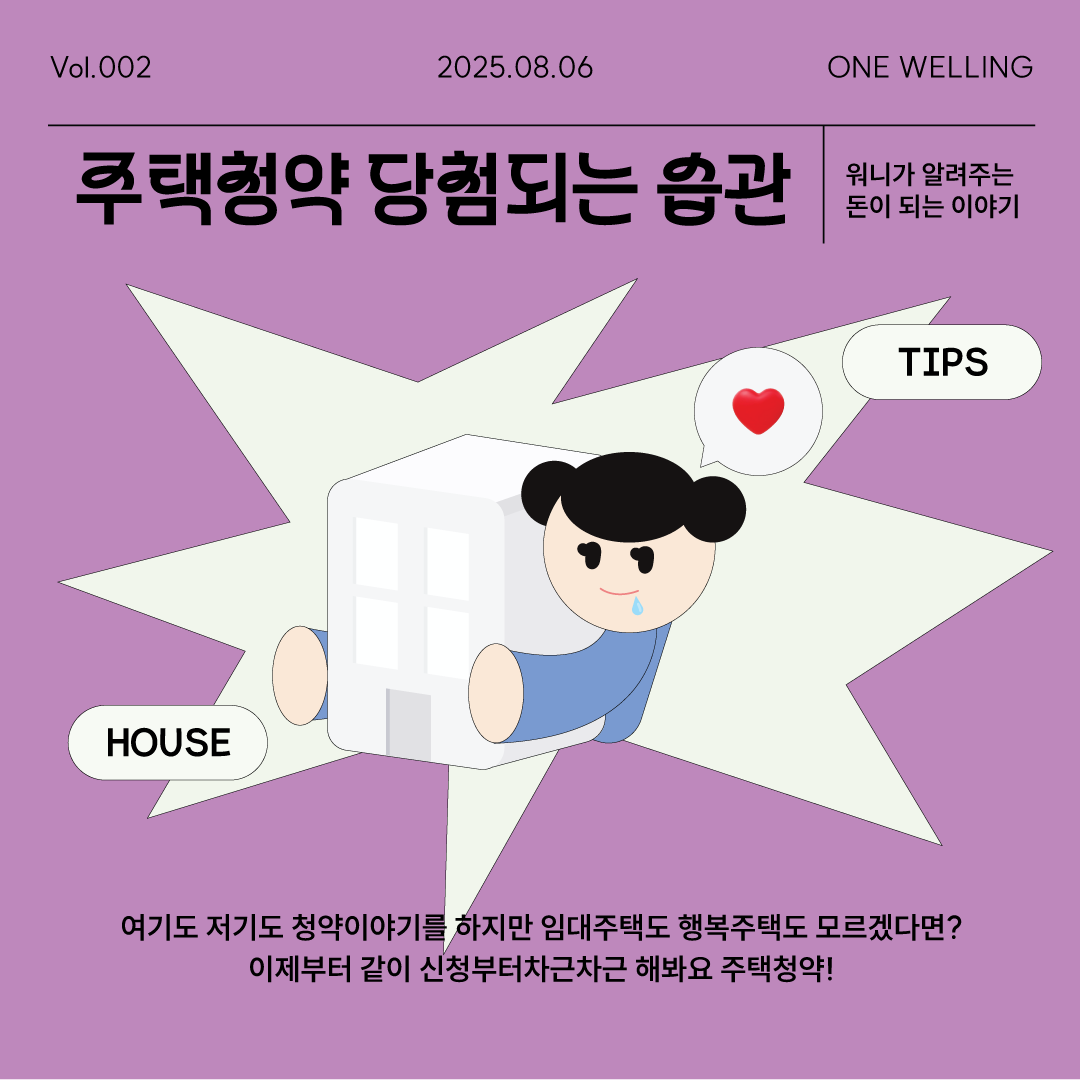 Vol.002
2025.08.06
ONE WELLING
주택청약 당첨되는 습관
워니가 알려주는
돈이 되는 이야기
TIPS
HOUSE
여기도 저기도 청약이야기를 하지만 임대주택도 행복주택도 모르겠다면?
이제부터 같이 신청부터차근차근 해봐요 주택청약!